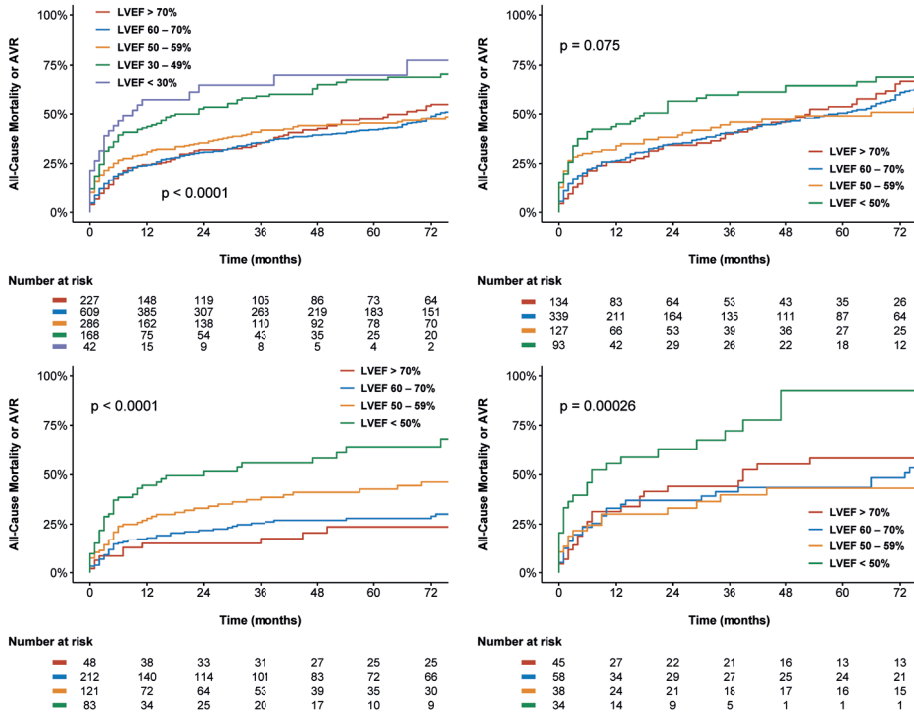 100%
75%
50%
25%
0%
All-Cause Mortality or AVR
LVEF > 70%
LVEF 60 – 70%
LVEF 50 – 59%
LVEF 30 – 49%
LVEF < 30%
p < 0.0001
0 12 24 36 48 60 72
Time (months)
Number at risk
227 148 119 105 86 73 64
609 385 307 263 219 183 151
286 162 138 110 92 78 70
168 75 54 43 35 25 20
42 15 9 8 5 4 2
100%
75%
50%
25%
0%
All-Cause Mortality or AVR
p = 0.075
LVEF > 70%
LVEF 60 – 70%
LVEF 50 – 59%
LVEF < 50%
0 12 24 36 48 60 72
Time (months)
Number at risk
134 83 64 53 43 35 26
339 211 164 135 111 87 64
127 66 53 39 36 27 25
93 42 29 26 22 18 12
100%
75%
50%
25%
0%
All-Cause Mortality or AVR
p < 0.0001
LVEF > 70%
LVEF 60 – 70%
LVEF 50 – 59%
LVEF < 50%
0 12 24 36 48 60 72
Time (months)
Number at risk
48 38 33 31 27 25 25
212 140 114 101 83 72 66
121 72 64 53 39 35 30
83 34 25 20 17 10 9
100%
75%
50%
25%
0%
All-Cause Mortality or AVR
p = 0.00026
LVEF > 70%
LVEF 60 – 70%
LVEF 50 – 59%
LVEF < 50%
0 12 24 36 48 60 72
Time (months)
Number at risk
45 27 22 21 16 13 13
58 34 29 27 25 24 21
38 24 21 18 17 16 15
34 14 9 5 1 1 1